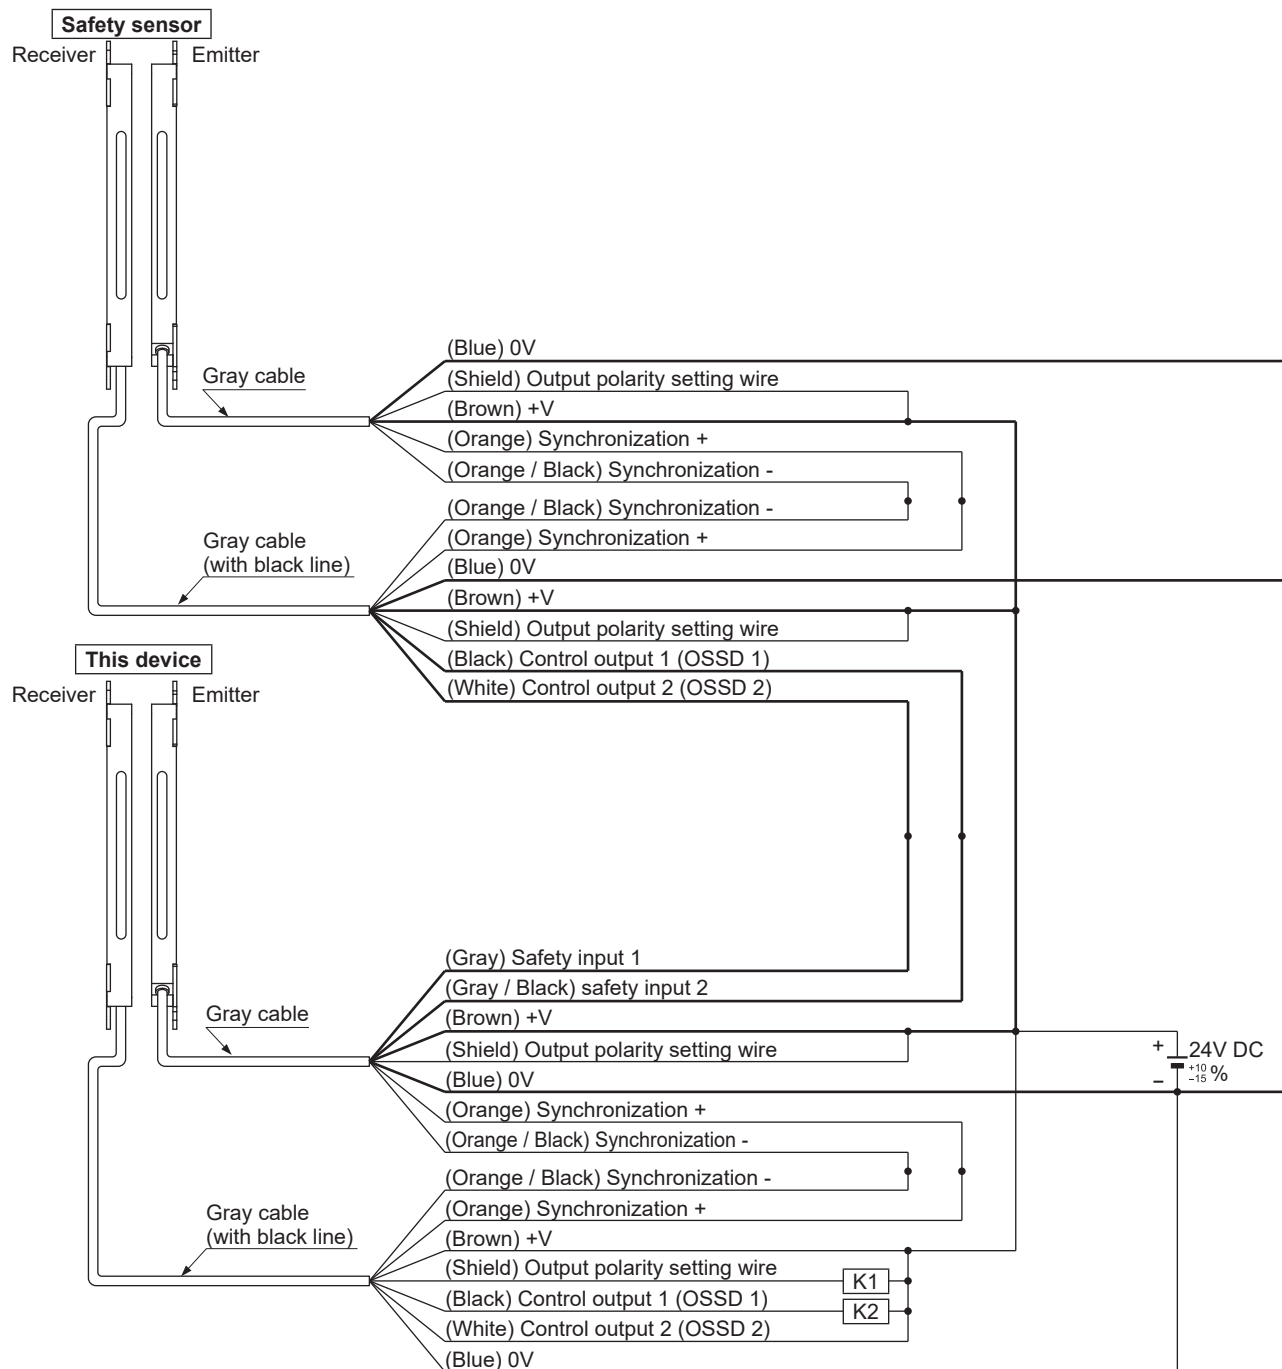 Safety sensor
Receiver
Emitter
(Blue) 0V
Gray cable
(Shield) Output polarity setting wire
(Brown) +V
(Orange) Synchronization +
(Orange / Black) Synchronization -
(Orange / Black) Synchronization -
Gray cable
(with black line)
(Orange) Synchronization +
(Blue) 0V
(Brown) +V
(Shield) Output polarity setting wire
This device
(Black) Control output 1 (OSSD 1)
Receiver
Emitter
(White) Control output 2 (OSSD 2)
(Gray) Safety input 1
(Gray / Black) safety input 2
Gray cable
(Brown) +V
(Shield) Output polarity setting wire
+
24V DC
+10
-15 %
−
(Blue) 0V
(Orange) Synchronization +
(Orange / Black) Synchronization -
(Orange / Black) Synchronization -
Gray cable
(with black line)
(Orange) Synchronization +
(Brown) +V
(Shield) Output polarity setting wire
K1
(Black) Control output 1 (OSSD 1)
K2
(White) Control output 2 (OSSD 2)
(Blue) 0V